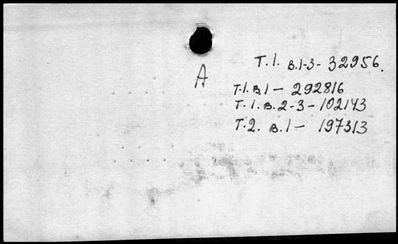 Т.1. В.1-3-32956.
А
Т.1.В.1 - 292816
Т.1.В.2-3-102143
Т.2. В.1 - 197313